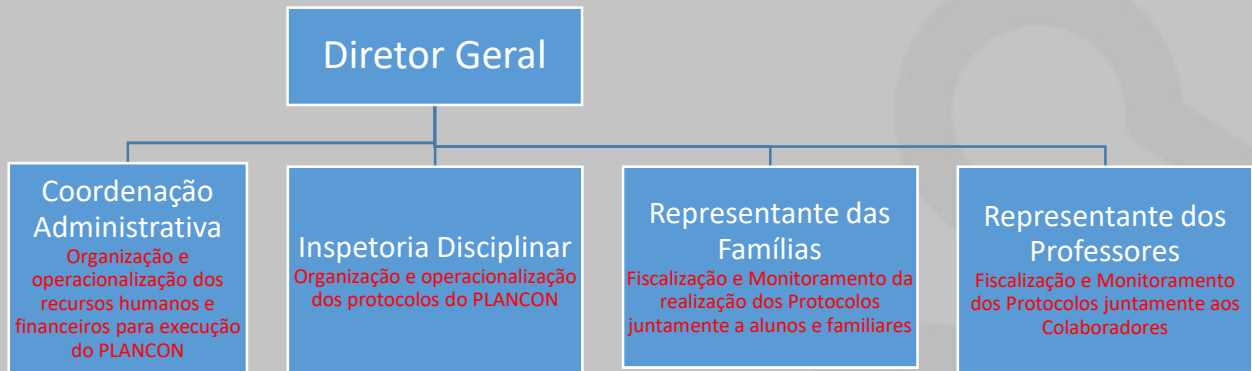 Diretor Geral
Coordenação
Administrativa
Organização e
operacionalização dos
recursos humanos e
financeiros para execução
do PLANCON
Inspetoria Disciplinar
Organização e operacionalização
dos protocolos do PLANCON
Representante das
Famílias
Fiscalização e Monitoramento da
realização dos Protocolos
juntamente a alunos e familiares
Representante dos
Professores
Fiscalização e Monitoramento
dos Protocolos juntamente aos
Colaboradores